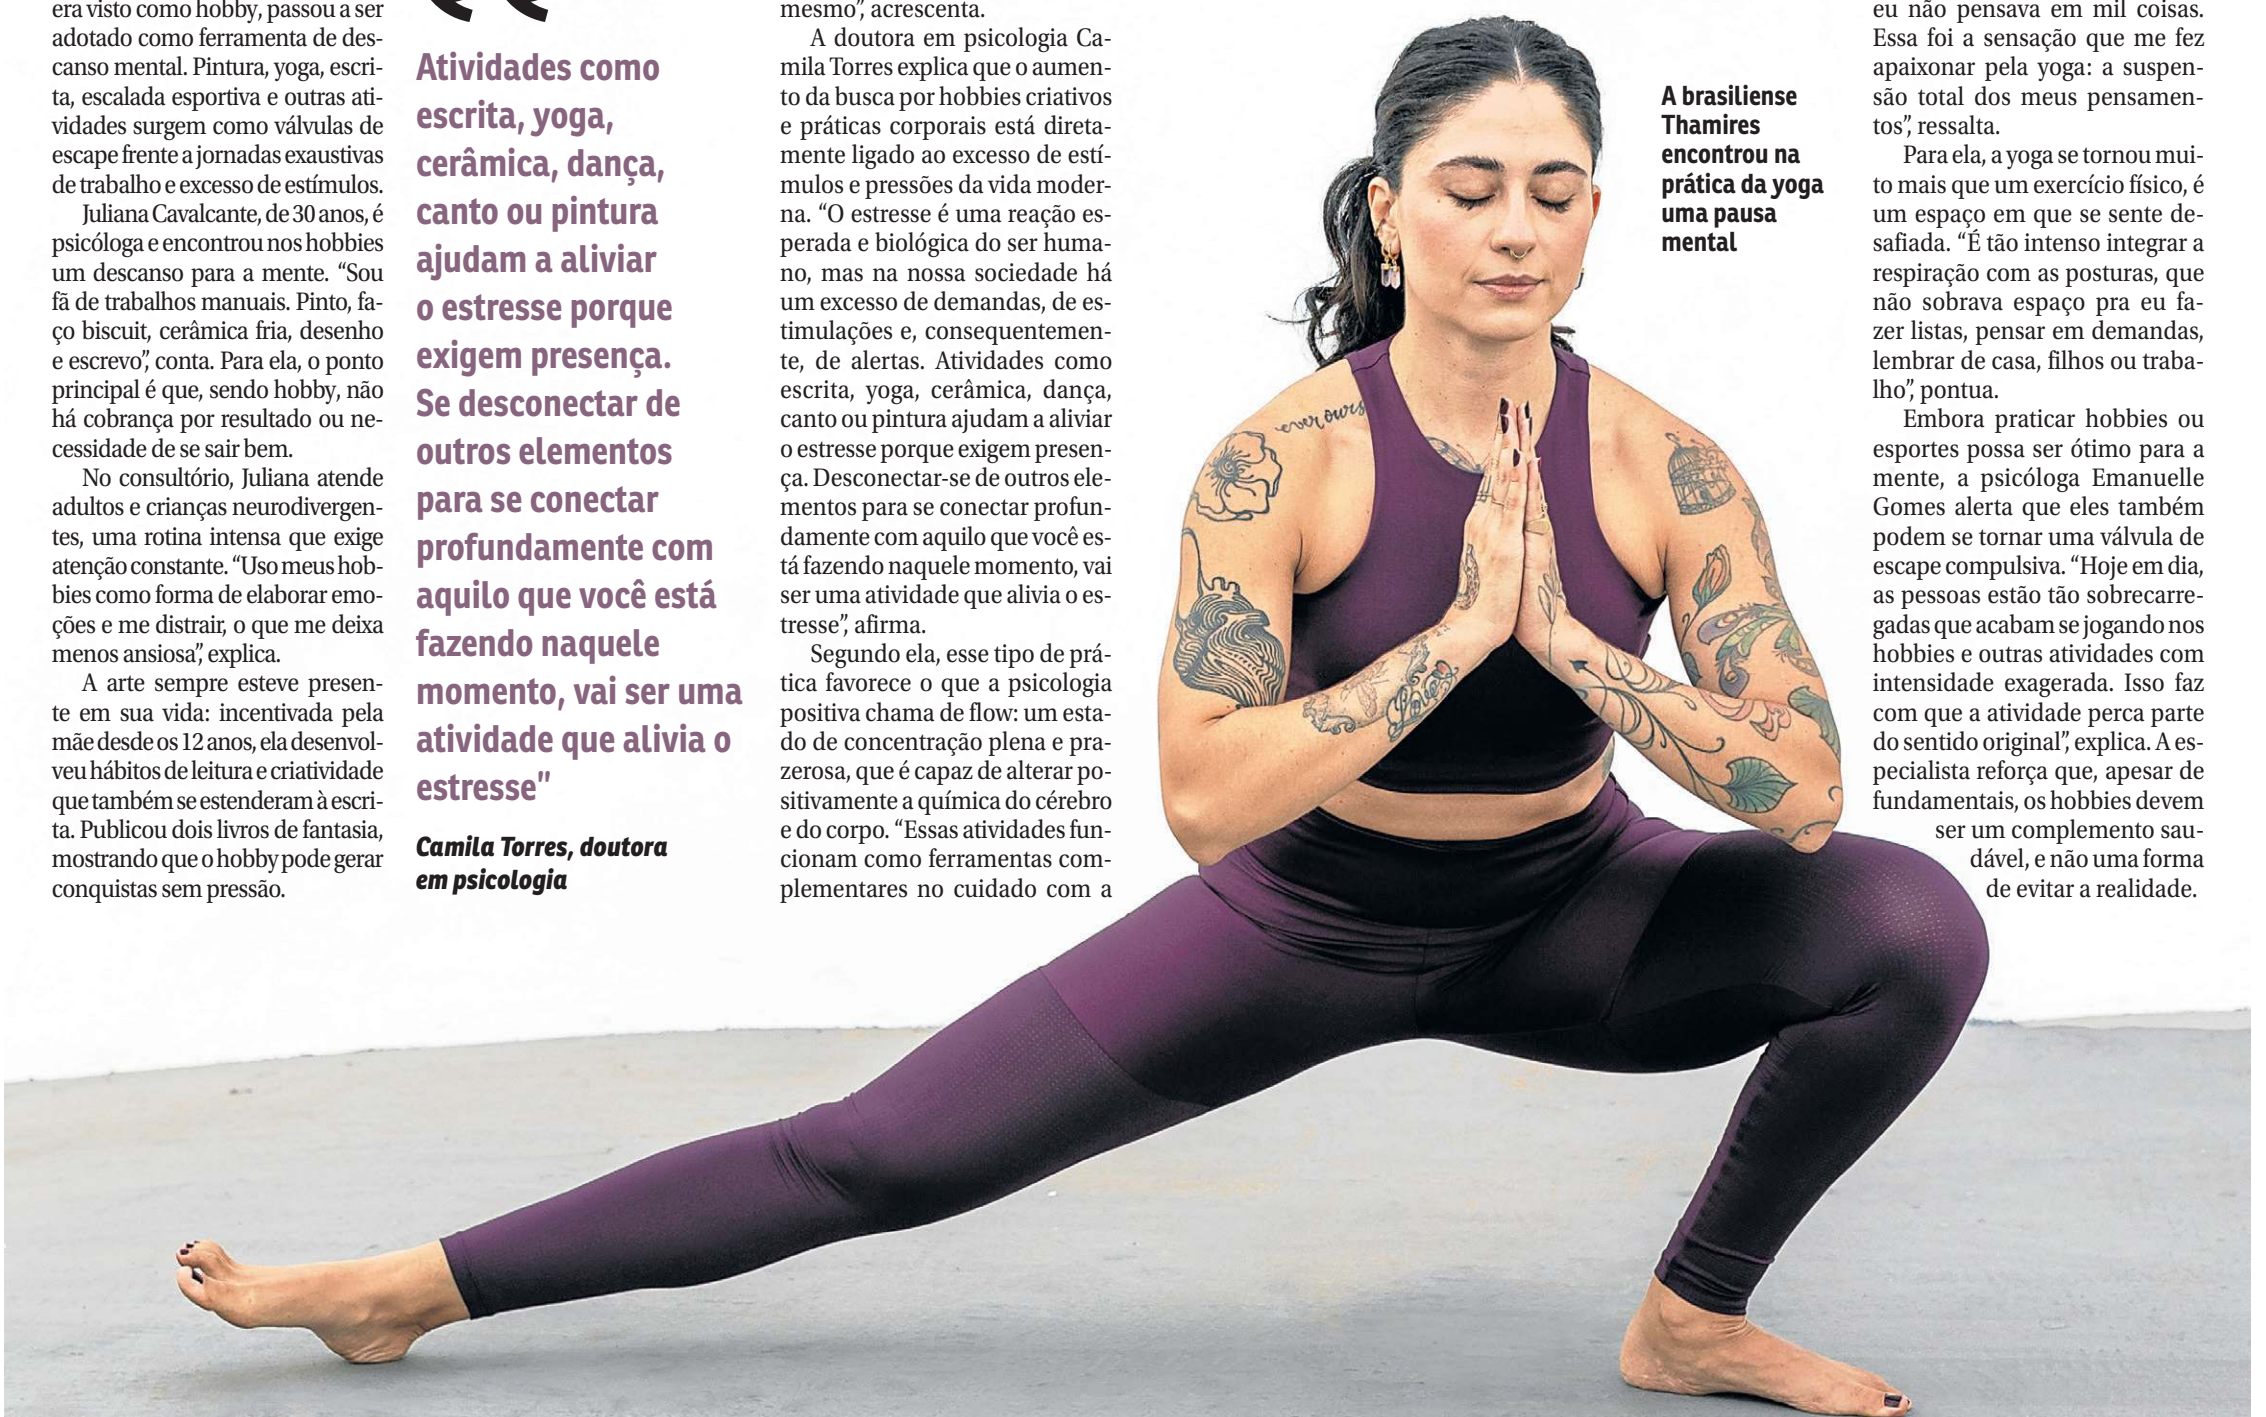 era visto como hobby, passou a ser
adotado como ferramenta de des-
canso mental. Pintura, yoga, escri-
ta, escalada esportiva e outras ati-
vidades surgem como válvulas de
escape frente a jornadas exaustivas
de trabalho e excesso de estímulos.
Juliana Cavalcante, de 30 anos, é
psicóloga e encontrou nos hobbies
um descanso para a mente. “Sou
fã de trabalhos manuais. Pinto, fa-
ço biscuit, cerâmica fria, desenho
e escrevo”, conta. Para ela, o ponto
principal é que, sendo hobby, não
há cobrança por resultado ou ne-
cessidade de se sair bem.
No consultório, Juliana atende
adultos e crianças neurodivergen-
tes, uma rotina intensa que exige
atenção constante. “Uso meus hob-
bies como forma de elaborar emo-
ções e me distrair, o que me deixa
menos ansiosa”, explica.
A arte sempre esteve presen-
te em sua vida: incentivada pela
mãe desde os 12 anos, ela desenvol-
veu hábitos de leitura e criatividade
que também se estenderam à escri-
ta. Publicou dois livros de fantasia,
mostrando que o hobby pode gerar
conquistas sem pressão.
Atividades como
escrita, yoga,
cerâmica, dança,
canto ou pintura
ajudam a aliviar
o estresse porque
exigem presença.
Se desconectar de
outros elementos
para se conectar
profundamente com
aquilo que você está
fazendo naquele
momento, vai ser uma
atividade que alivia o
estresse"
Camila Torres, doutora
em psicologia
mesmo”, acrescenta.
A doutora em psicologia Ca-
mila Torres explica que o aumen-
to da busca por hobbies criativos
e práticas corporais está direta-
mente ligado ao excesso de estí-
mulos e pressões da vida moder-
na. “O estresse é uma reação es-
perada e biológica do ser huma-
no, mas na nossa sociedade há
um excesso de demandas, de es-
timulações e, consequentemen-
te, de alertas. Atividades como
escrita, yoga, cerâmica, dança,
canto ou pintura ajudam a aliviar
o estresse porque exigem presen-
ça. Desconectar-se de outros ele-
mentos para se conectar profun-
damente com aquilo que você es-
tá fazendo naquele momento, vai
ser uma atividade que alivia o es-
tresse”, afirma.
Segundo ela, esse tipo de prá-
tica favorece o que a psicologia
positiva chama de flow: um esta-
do de concentração plena e pra-
zerosa, que é capaz de alterar po-
sitivamente a química do cérebro
e do corpo. “Essas atividades fun-
cionam como ferramentas com-
plementares no cuidado com a
A brasiliense
Thamires
encontrou na
prática da yoga
uma pausa
mental
eu não pensava em mil coisas.
Essa foi a sensação que me fez
apaixonar pela yoga: a suspen-
são total dos meus pensamen-
tos”, ressalta.
Para ela, a yoga se tornou mui-
to mais que um exercício físico, é
um espaço em que se sente de-
safiada. “É tão intenso integrar a
respiração com as posturas, que
não sobrava espaço pra eu fa-
zer listas, pensar em demandas,
lembrar de casa, filhos ou traba-
lho”, pontua.
Embora praticar hobbies ou
esportes possa ser ótimo para a
mente, a psicóloga Emanuelle
Gomes alerta que eles também
podem se tornar uma válvula de
escape compulsiva. “Hoje em dia,
as pessoas estão tão sobrecarre-
gadas que acabam se jogando nos
hobbies e outras atividades com
intensidade exagerada. Isso faz
com que a atividade perca parte
do sentido original”, explica. A es-
pecialista reforça que, apesar de
fundamentais, os hobbies devem
ser um complemento sau-
dável, e não uma forma
de evitar a realidade.